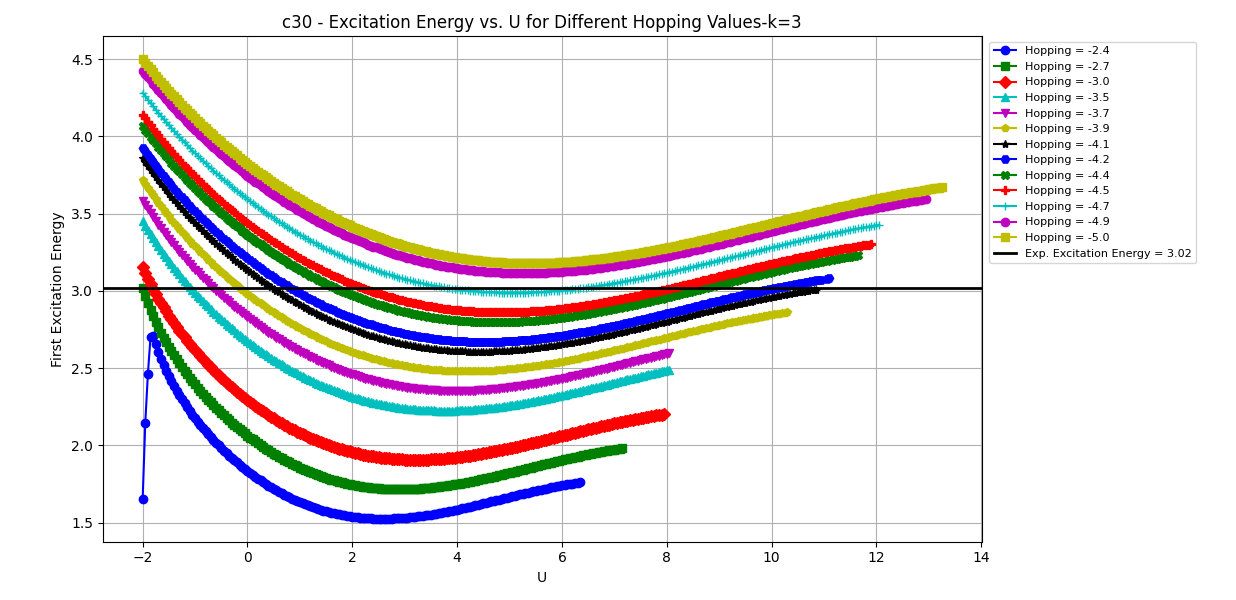 c30 - Excitation Energy vs. U for Different Hopping Values-k=3
First Excitation Energy
4.5
4.0
3.5
3.0
2.5
2.0
1.5
−2
0
2
4
6
8
10
12
14
U
Hopping = -2.4
Hopping = -2.7
Hopping = -3.0
Hopping = -3.5
Hopping = -3.7
Hopping = -3.9
Hopping = -4.1
Hopping = -4.2
Hopping = -4.4
Hopping = -4.5
Hopping = -4.7
Hopping = -4.9
Hopping = -5.0
Exp. Excitation Energy = 3.02